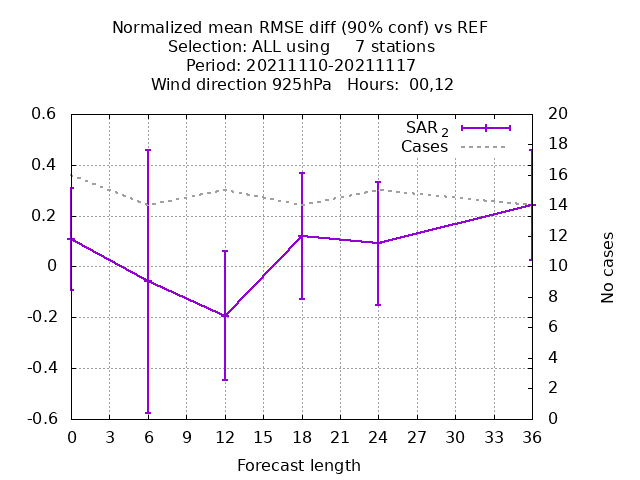 Normalized mean RMSE diff (90% conf) vs REF
Selection: ALL using     7 stations
Period: 20211110-20211117
Wind direction 925hPa   Hours:  00,12
SAR 2
Cases
0.6
0.4
0.2
0
-0.2
-0.4
-0.6
20
18
16
14
12
10
8
6
4
2
0
No cases
0 3 6 9 12 15 18 21 24 27 30 33 36
Forecast length